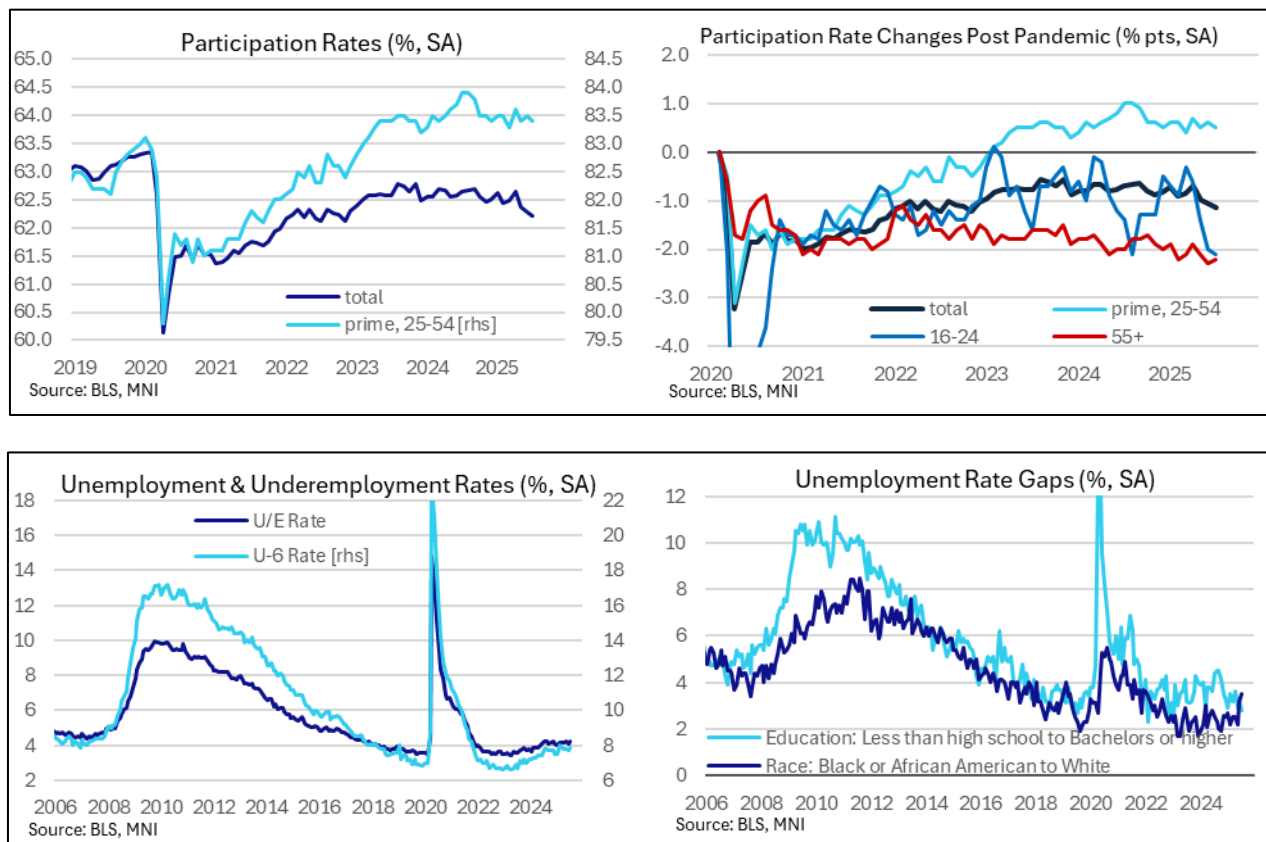 Participation Rates (%, SA)
65.0
64.5
64.0
63.5
63.0
62.5
62.0
61.5
61.0
60.5
60.0
84.5
84.0
83.5
83.0
82.5
82.0
81.5
81.0
80.5
80.0
79.5
total
prime, 25-54 [rhs]
2019 2020 2021 2022 2023 2024 2025
Source: BLS, MNI
Participation Rate Changes Post Pandemic (% pts, SA)
2.0
1.0
0.0
-1.0
-2.0
-3.0
-4.0
total
prime, 25-54
16-24
55+
2020 2021 2022 2023 2024 2025
Source: BLS, MNI
Unemployment & Underemployment Rates (%, SA)
18
16
14
12
10
8
6
4
2
22
20
18
16
14
12
10
8
6
U/E Rate
U-6 Rate [rhs]
2006 2008 2010 2012 2014 2016 2018 2020 2022 2024
Source: BLS, MNI
Unemployment Rate Gaps (%, SA)
12
10
8
6
4
2
0
Education: Less than high school to Bachelors or higher
Race: Black or African American to White
2006 2008 2010 2012 2014 2016 2018 2020 2022 2024
Source: BLS, MNI